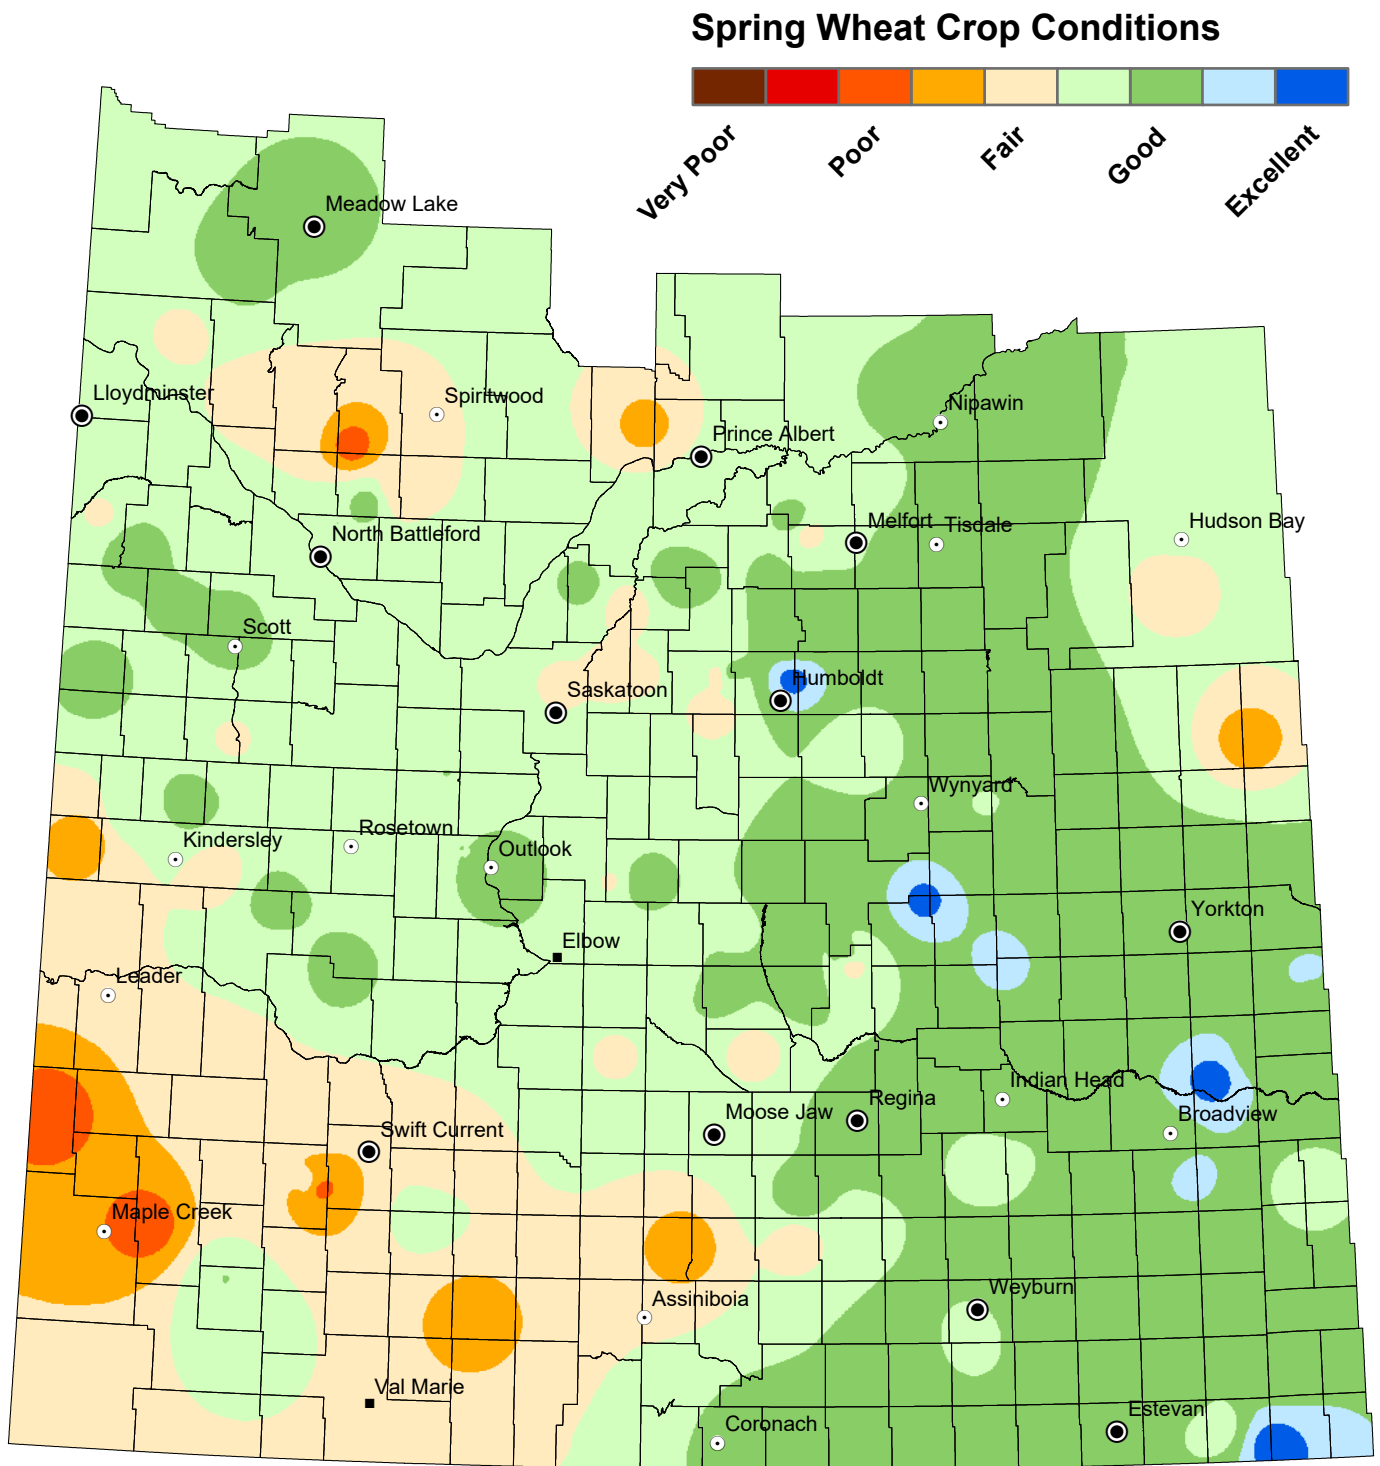 Spring Wheat Crop Conditions
Very Poor
Poor
Fair
Good
Excellent
Meadow Lake
Lloydminster
Spiritwood
Nipawin
Prince Albert
North Battleford
Melfort
Tisdale
Hudson Bay
Scott
Saskatoon
Humboldt
Wynyard
Kindersley
Rosetown
Outlook
Yorkton
Elbow
Leader
Indian Head
Regina
Moose Jaw
Broadview
Swift Current
Maple Creek
Weyburn
Assiniboia
Val Marie
Estevan
Coronach